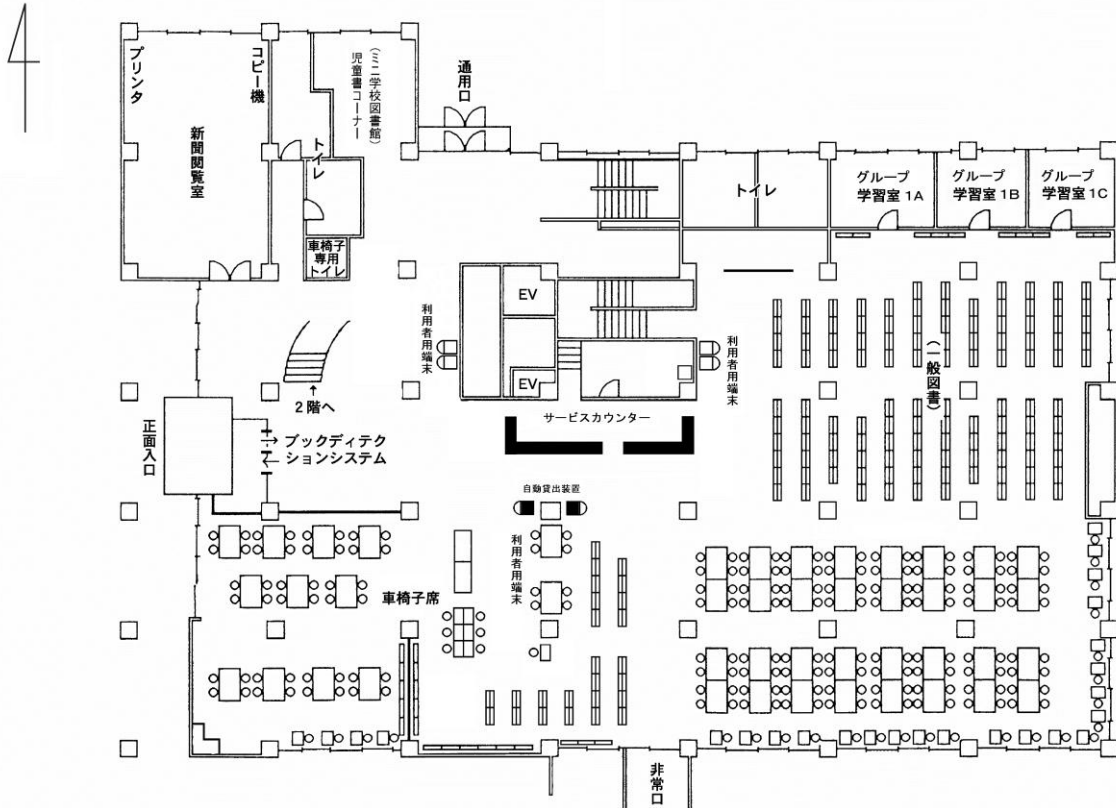 プリンタ
コピー機
新聞閲覧室
トイレ
(ミニ学校図書館)
児童書コーナー
通用口
車椅子
専用
トイレ
トイレ
グループ
学習室 1A
グループ
学習室 1B
グループ
学習室 1C
EV
利用者用端末
利用者用端末
(一般図書)
2階へ
EV
サービスカウンター
正面入口
ブックディテク
ションシステム
自動貸出装置
利用者用端末
車椅子席
非常口